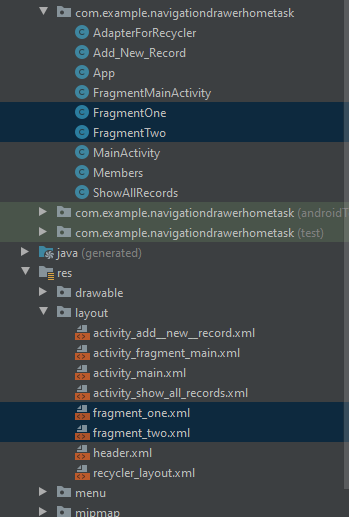 com.example.navigationdrawerhometask
AdapterForRecycler
Add_New_Record
App
FragmentMainActivity
FragmentOne
FragmentTwo
MainActivity
Members
ShowAllRecords
com.example.navigationdrawerhometask (androidT
com.example.navigationdrawerhometask (test)
java (generated)
res
drawable
layout
activity_add__new__record.xml
activity_fragment_main.xml
activity_main.xml
activity_show_all_records.xml
fragment_one.xml
fragment_two.xml
header.xml
recycler_layout.xml
menu
mipmap